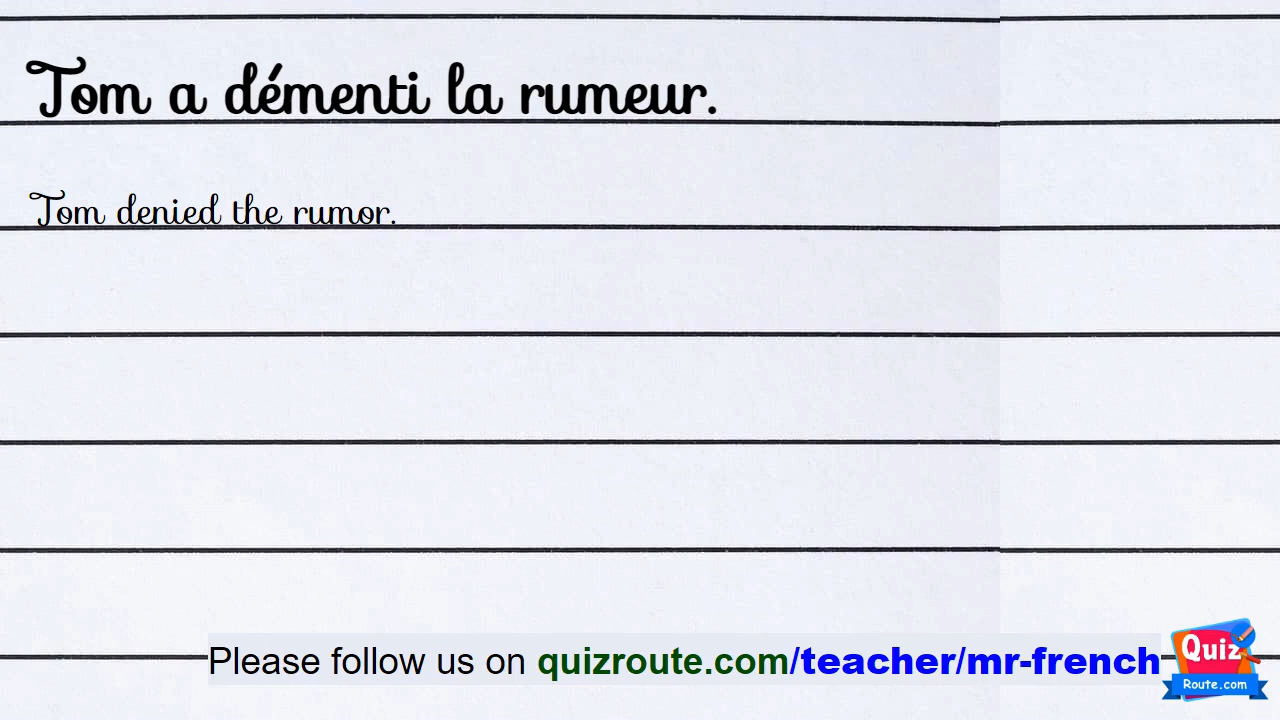 Tom a démenti la rumeur.
Tom denied the rumor.
Please follow us on quizroute.com/teacher/mr-french
Quiz
Route.com